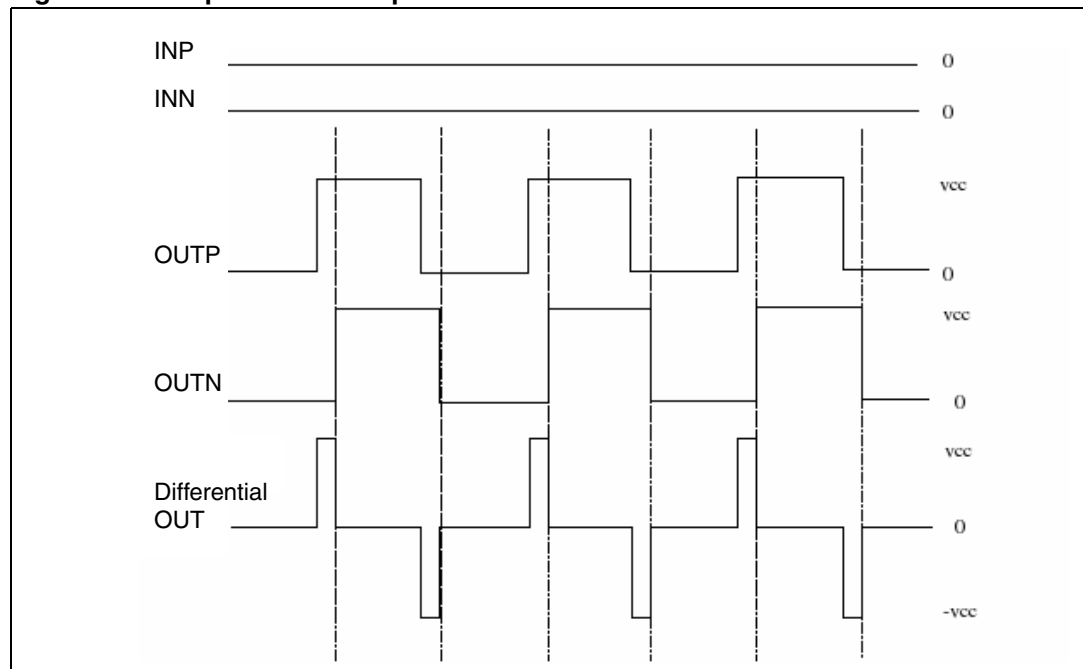 INP
0
INN
0
vcc
OUTP
0
vcc
OUTN
0
vcc
Differential
OUT
0
-vcc